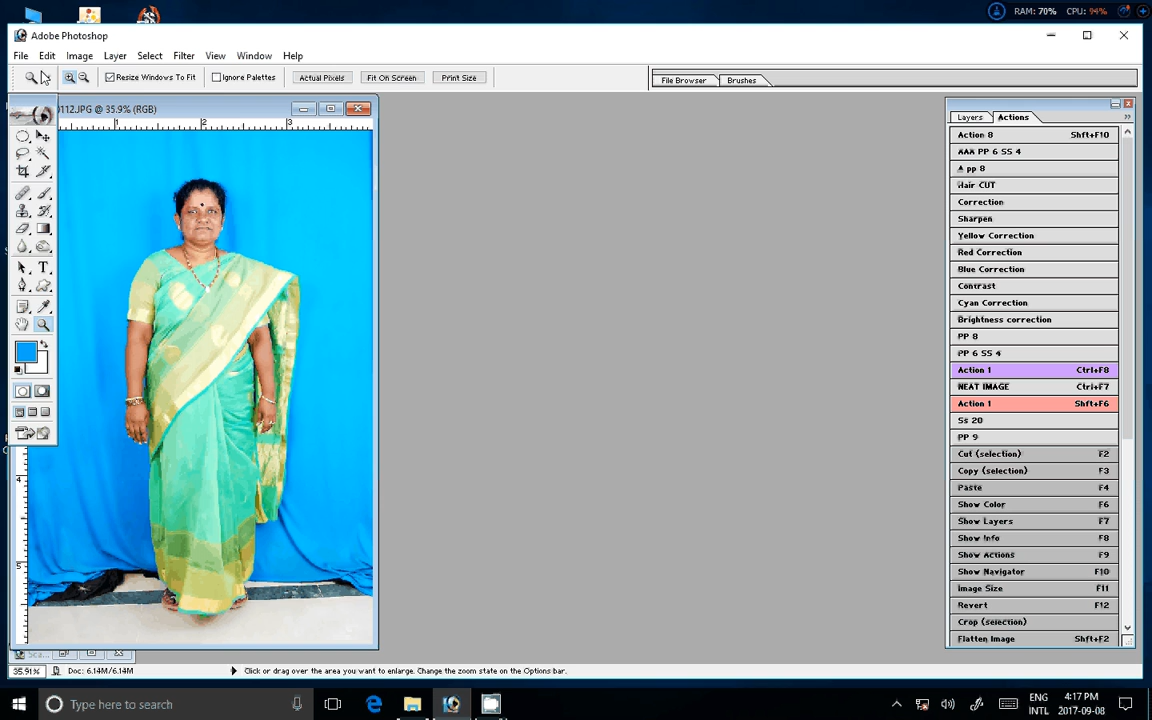 RAM: 70% CPU: 94%
Adobe Photoshop
File Edit Image Layer Select Filter View Window Help
Resize Windows To Fit Ignore Palettes Actual Pixels Fit On Screen Print Size File Browser Brushes
0112.JPG @ 35.9% (RGB)
1 2 3
4
5
Layers Actions
Action 8 Shft+F10
AAA PP 6 SS 4
pp 8
Hair CUT
Correction
Sharpen
Yellow Correction
Red Correction
Blue Correction
Contrast
Cyan Correction
Brightness correction
PP 8
PP 6 SS 4
Action 1 Ctrl+F8
NEAT IMAGE Ctrl+F7
Action 1 Shft+F6
Ss 20
PP 9
Cut (selection) F2
Copy (selection) F3
Paste F4
Show Color F6
Show Layers F7
Show Info F8
Show Actions F9
Show Navigator F10
Image Size F11
Revert F12
Crop (selection)
Flatten Image Shft+F2
35.91% Doc: 6.14M/6.14M Click or drag over the area you want to enlarge. Change the zoom state on the Options bar.
Type here to search
ENG
INTL
4:17 PM
2017-09-08